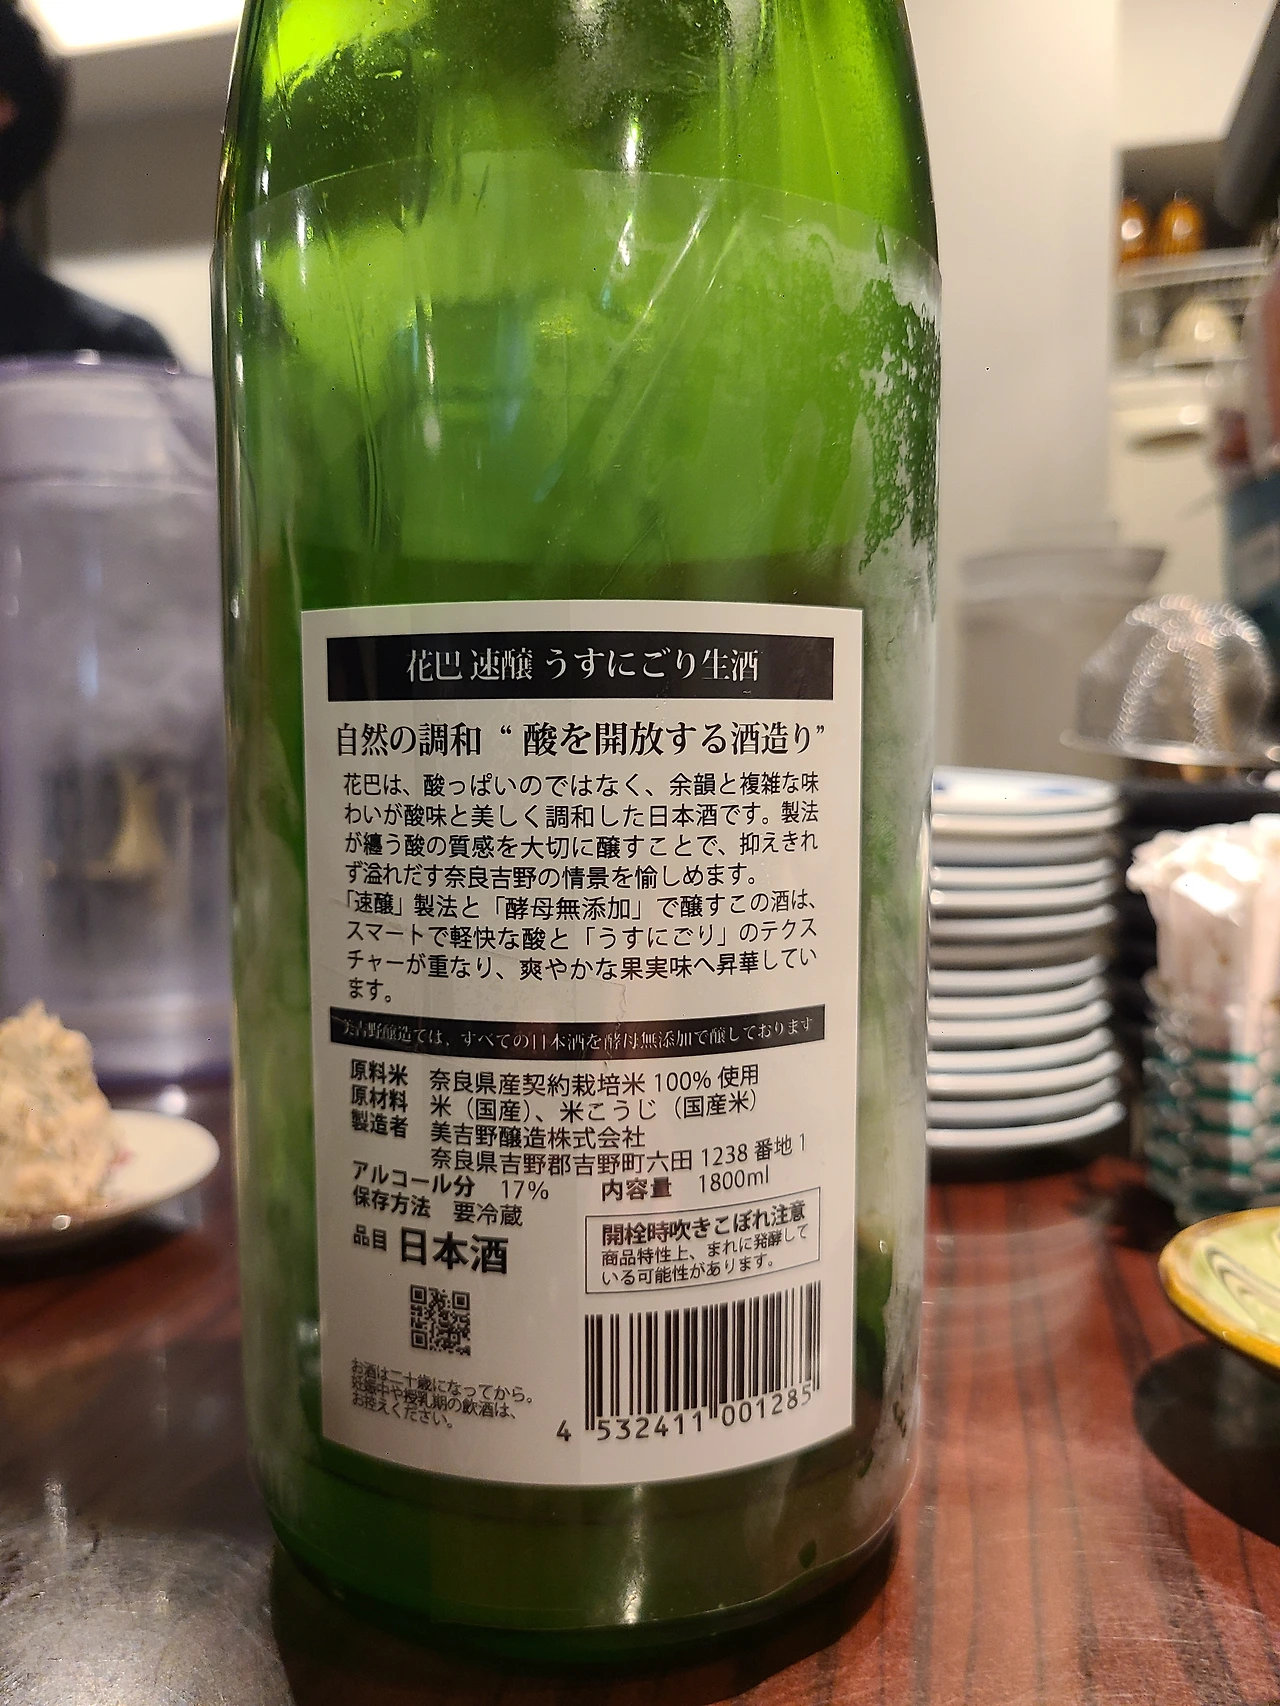 花巴 速醸 うすにごり生酒
自然の調和 “ 酸を開放する酒造り”
花巴は、酸っぱいのではなく、余韻と複雑な味
わいが酸味と美しく調和した日本酒です。製法
が纏う酸の質感を大切に醸すことで、抑えきれ
ず溢れだす奈良吉野の情景を愉しめます。
「速醸」製法と「酵母無添加」で醸すこの酒は、
スマートで軽快な酸と「うすにごり」のテクス
チャーが重なり、爽やかな果実味へ昇華してい
ます。
美吉野醸造では、すべての日本酒を酵母無添加で醸しております
原料米 奈良県産契約栽培米 100% 使用
原材料 米（国産）、米こうじ（国産米）
製造者 美吉野醸造株式会社
奈良県吉野郡吉野町六田 1238 番地 1
アルコール分 17% 内容量 1800ml
保存方法 要冷蔵
品目 日本酒
開栓時吹きこぼれ注意
商品特性上、まれに発酵して
いる可能性があります。
お酒は二十歳になってから。
妊娠中や授乳期の飲酒は、
お控えください。
4 532411 001285